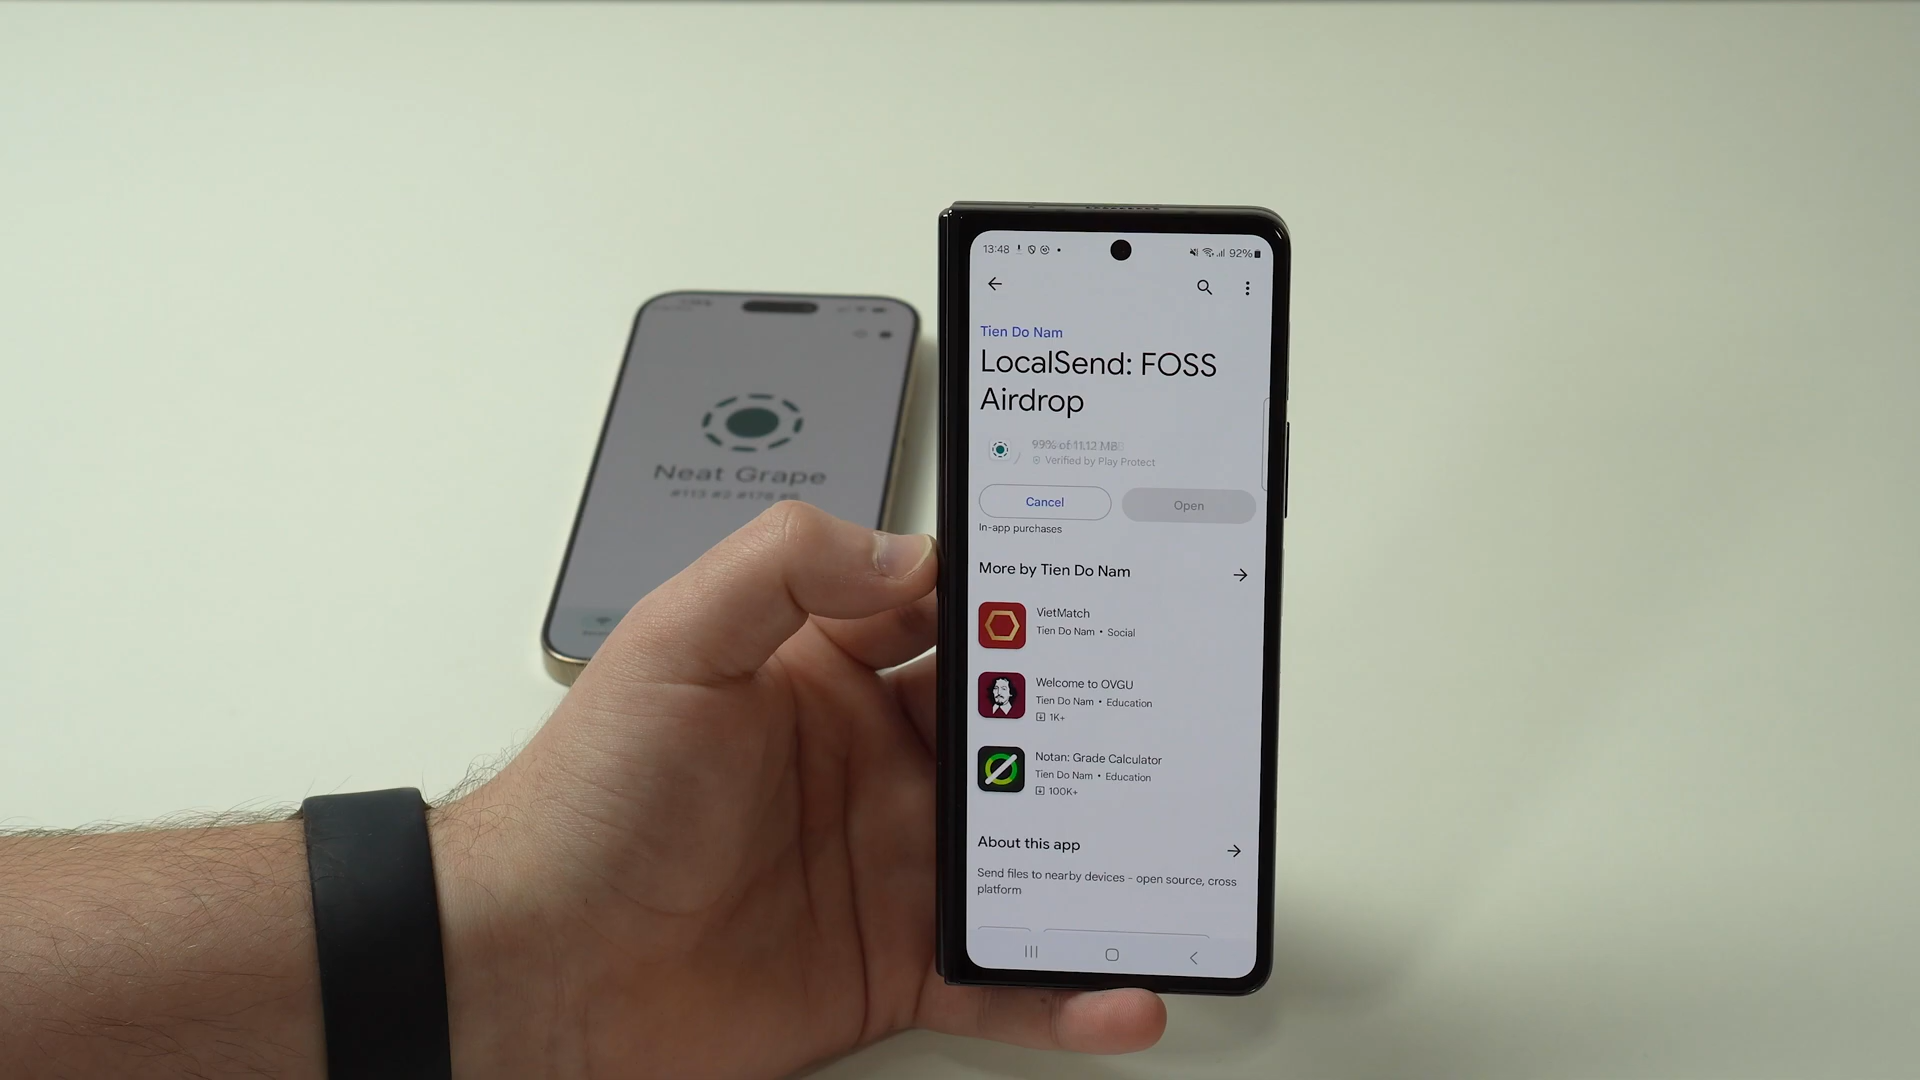 Neat Grape
13:48
92%
Tien Do Nam
LocalSend: FOSS
Airdrop
99% of 11.12 MB
Verified by Play Protect
Cancel
Open
In-app purchases
More by Tien Do Nam
VietMatch
Tien Do Nam • Social
Welcome to OVGU
Tien Do Nam • Education
1K+
Notan: Grade Calculator
Tien Do Nam • Education
100K+
About this app
Send files to nearby devices - open source, cross
platform